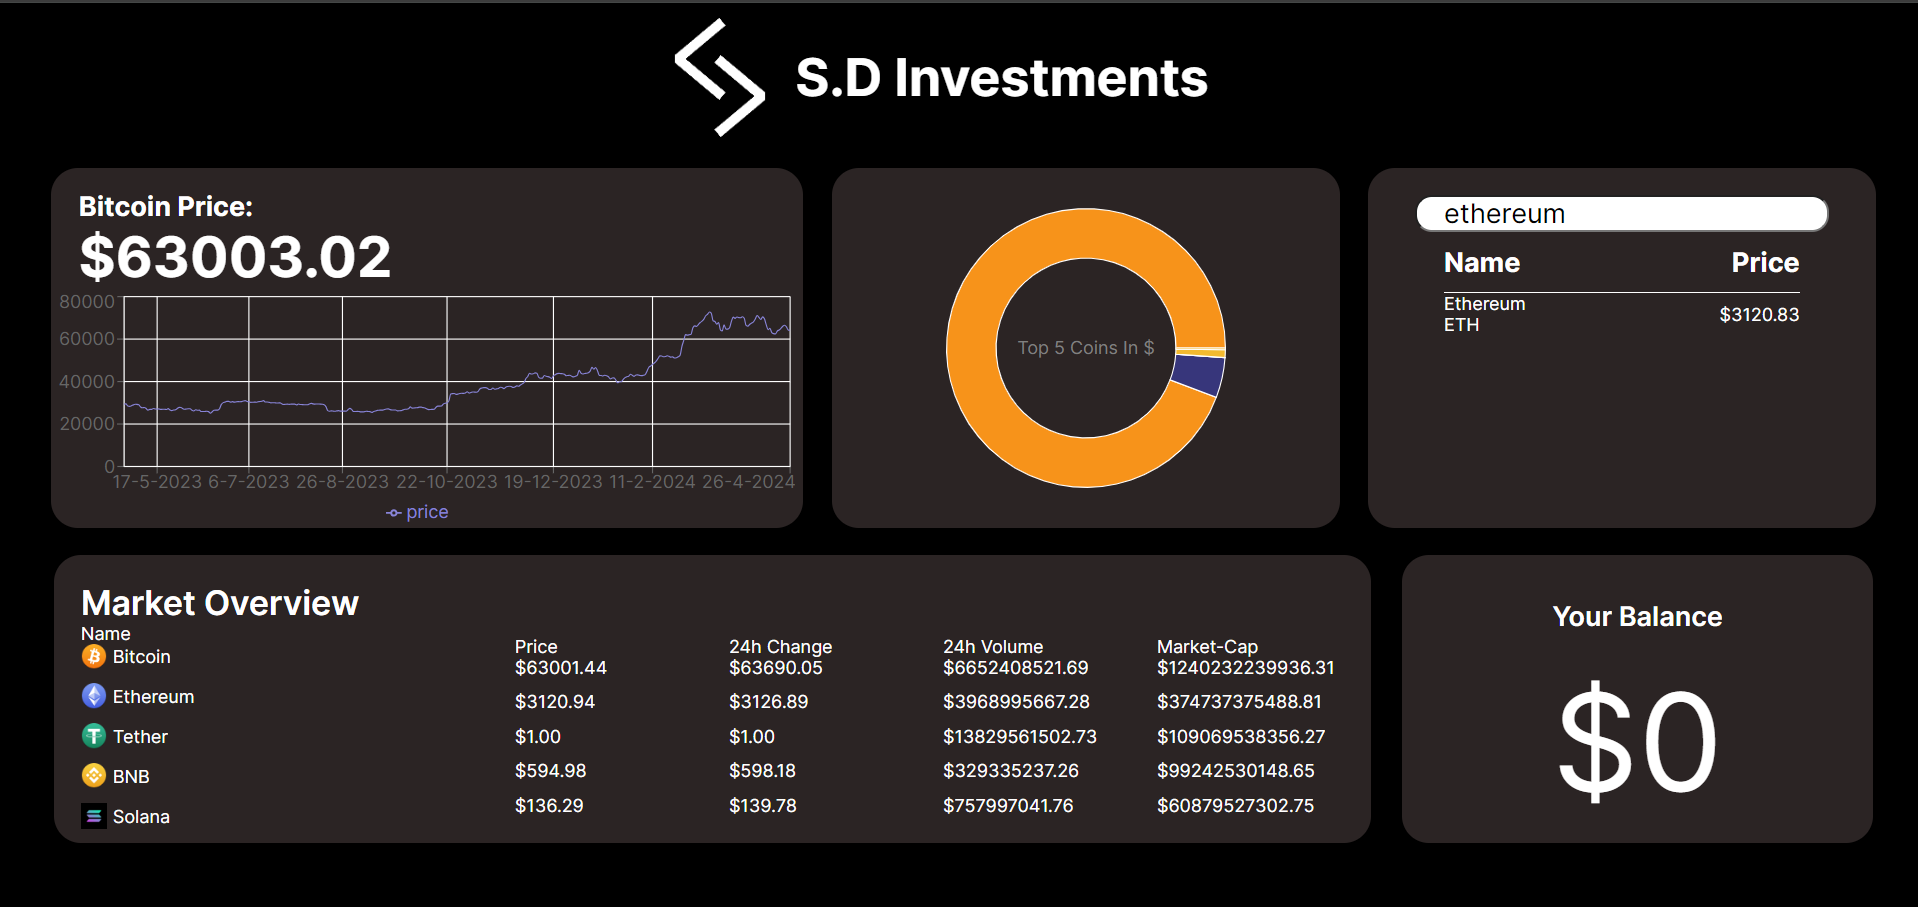 S.D Investments
Bitcoin Price:
$63003.02
80000
60000
40000
20000
0
17-5-2023 6-7-2023 26-8-2023 22-10-2023 19-12-2023 11-2-2024 26-4-2024
price
Top 5 Coins In $
ethereum
Name Price
Ethereum
ETH
$3120.83
Market Overview
Name Price 24h Change 24h Volume Market-Cap
Bitcoin $63001.44 $63690.05 $6652408521.69 $1240232239936.31
Ethereum $3120.94 $3126.89 $3968995667.28 $374737375488.81
Tether $1.00 $1.00 $13829561502.73 $109069538356.27
BNB $594.98 $598.18 $329335237.26 $99242530148.65
Solana $136.29 $139.78 $757997041.76 $60879527302.75
Your Balance
$0